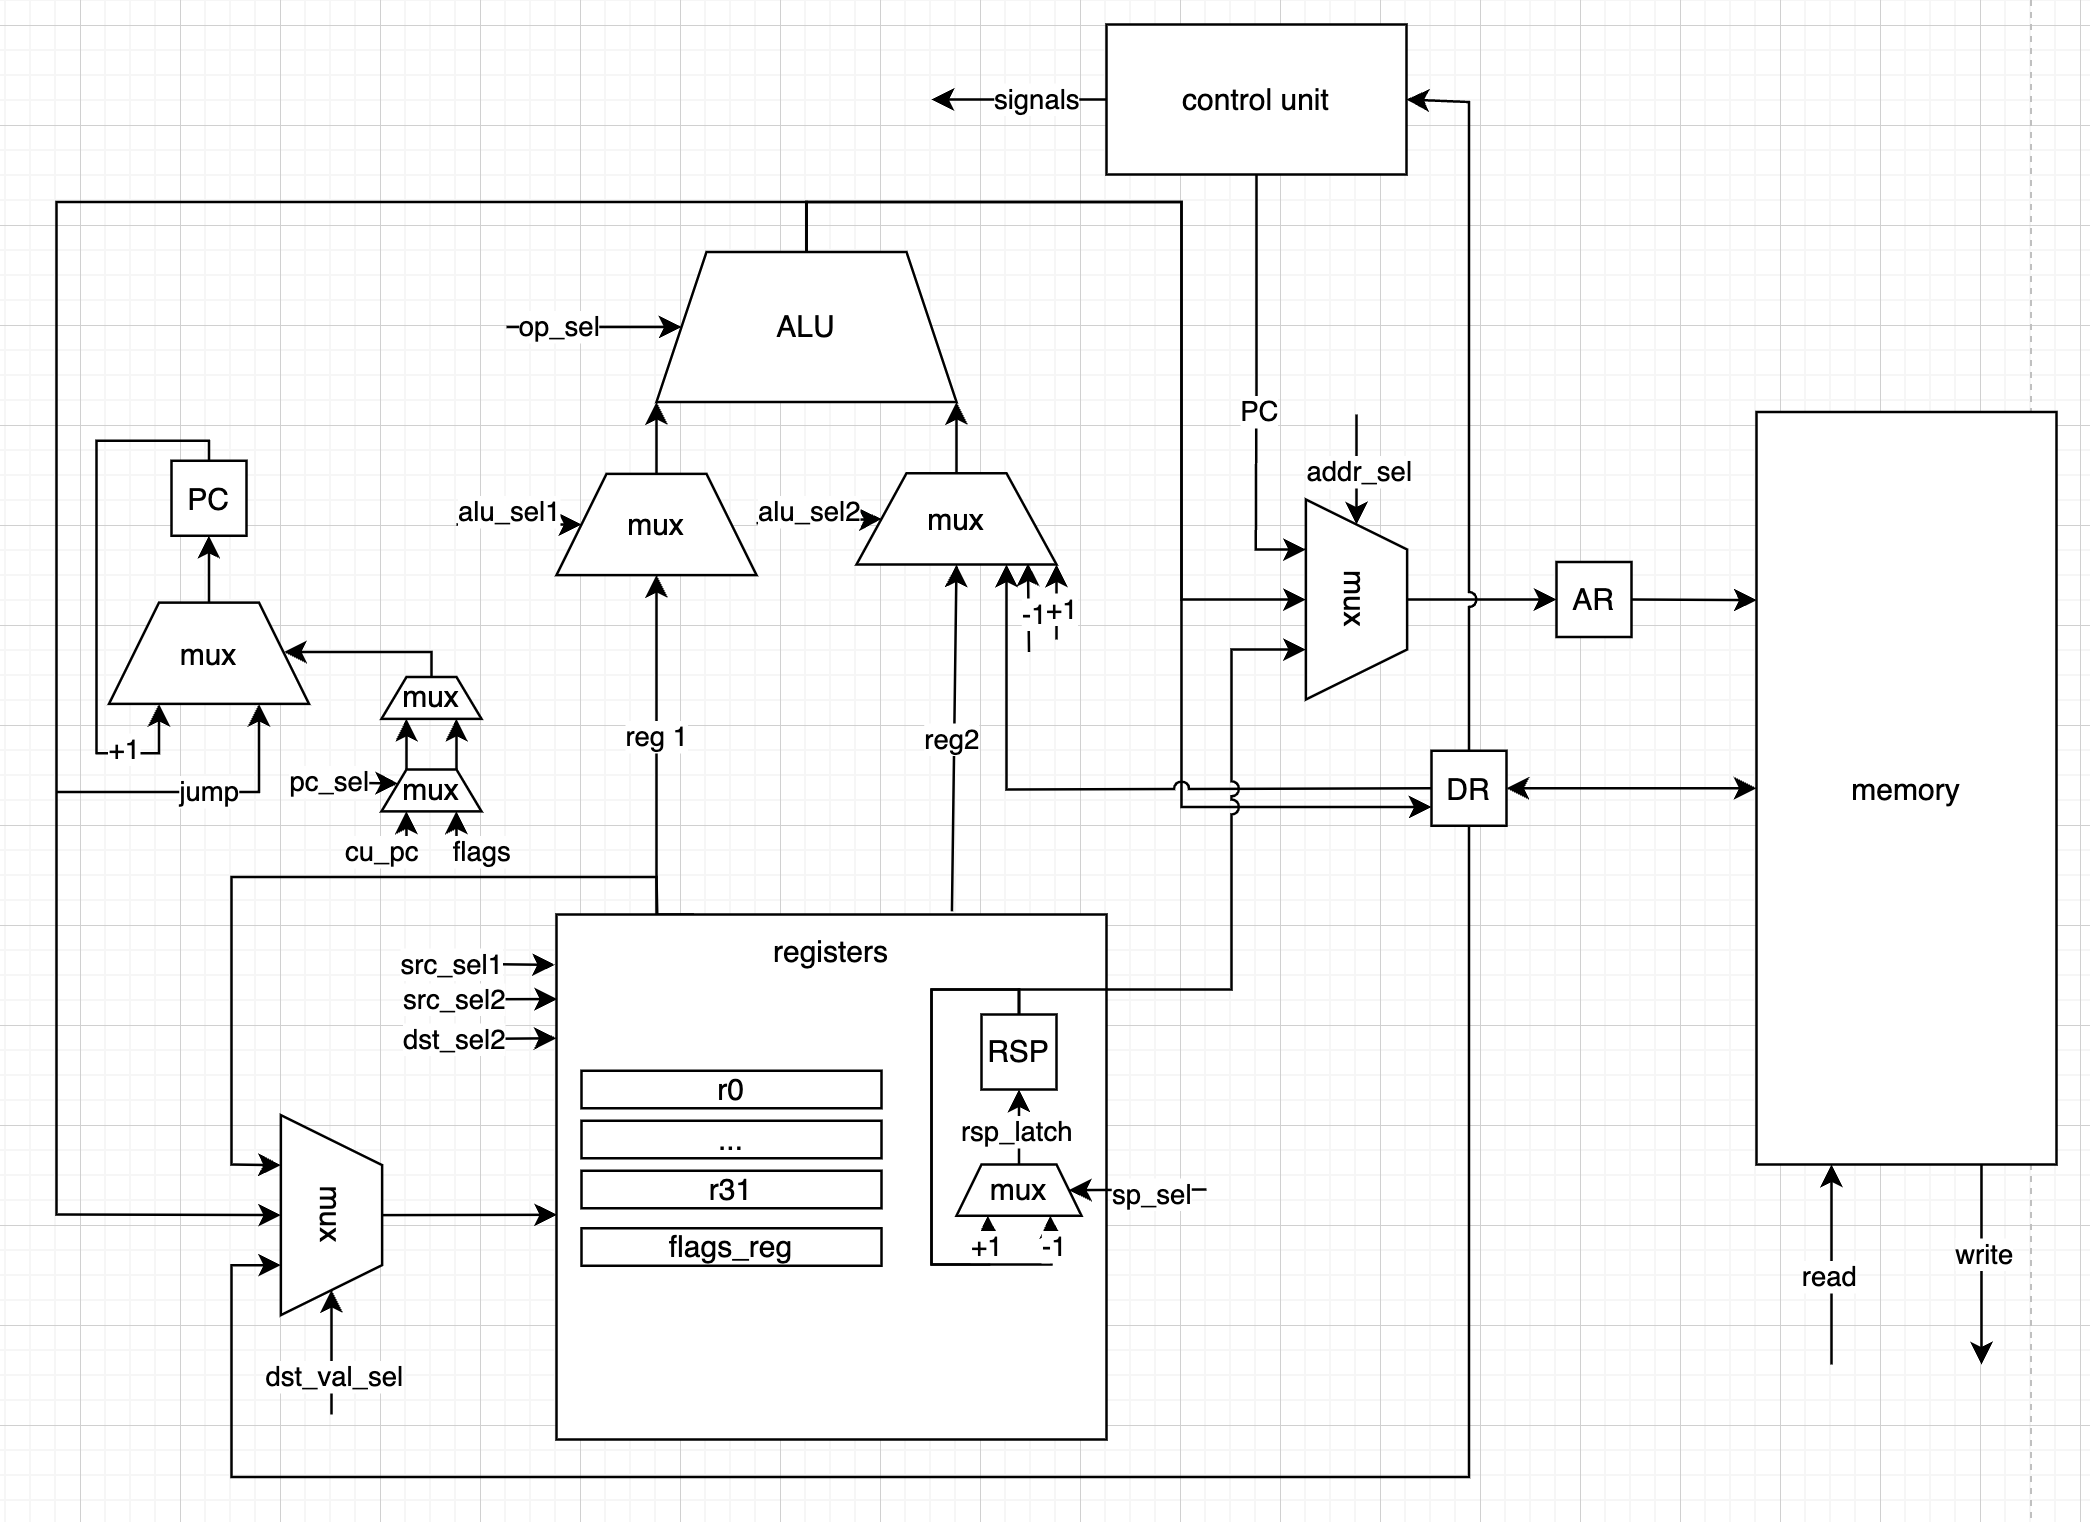 control unit
signals
ALU
op_sel
PC
addr_sel
PC
alu_sel1
mux
alu_sel2
mux
-1
+1
mux
AR
mux
mux
reg 1
reg2
+1
jump
pc_sel
mux
cu_pc
flags
DR
memory
registers
src_sel1
src_sel2
dst_sel2
RSP
r0
...
r31
flags_reg
rsp_latch
mux
sp_sel
+1
-1
mux
dst_val_sel
read
write